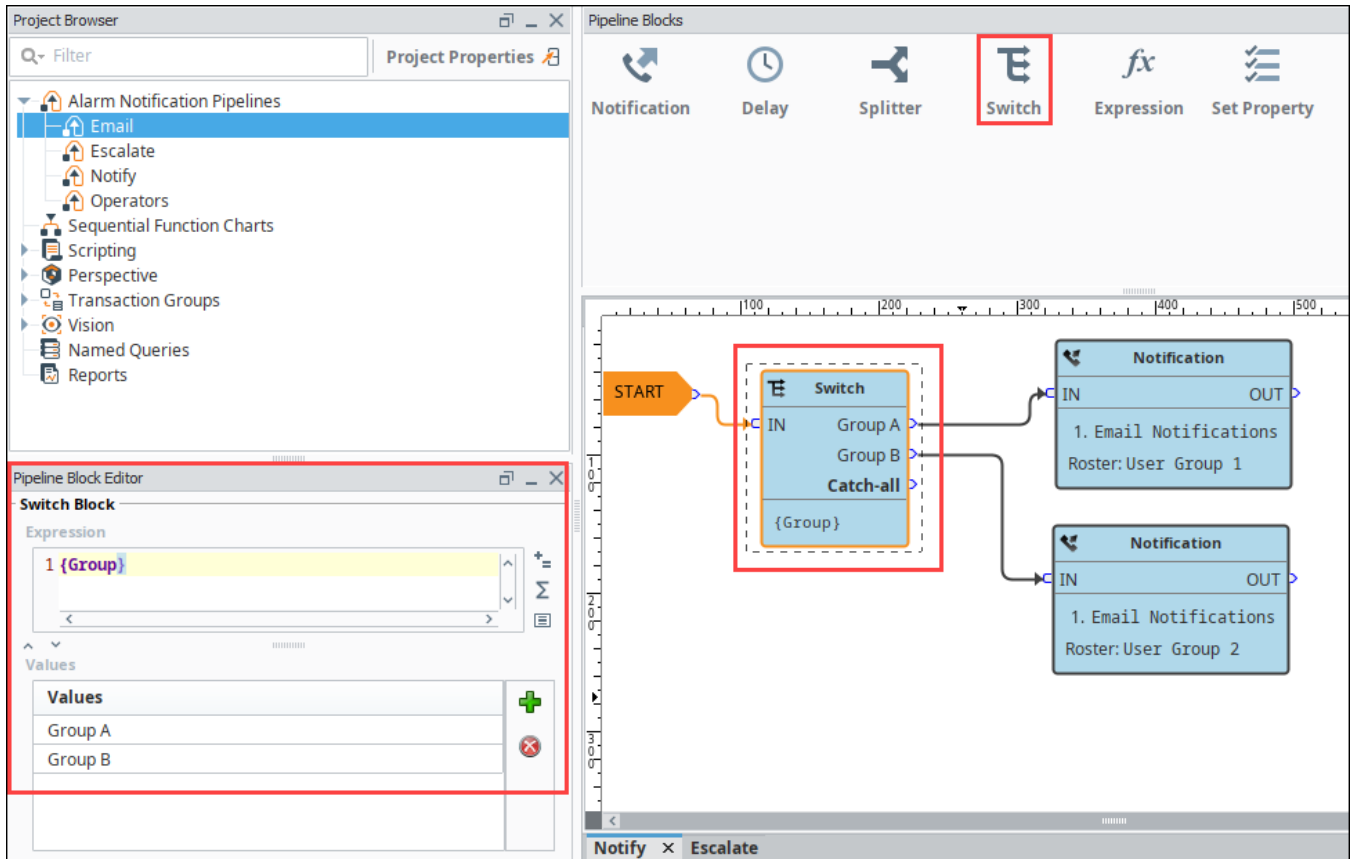 Project Browser
Filter
Project Properties
Alarm Notification Pipelines
Email
Escalate
Notify
Operators
Sequential Function Charts
Scripting
Perspective
Transaction Groups
Vision
Named Queries
Reports
Pipeline Block Editor
Switch Block
Expression
1 {Group}
Σ
Values
Values
Group A
Group B
Pipeline Blocks
Notification Delay Splitter Switch fx Expression Set Property
100 200 300 400 500
START
Switch
IN Group A
Group B
Catch-all
{Group}
Notification
IN OUT
1. Email Notifications
Roster: User Group 1
Notification
IN OUT
1. Email Notifications
Roster: User Group 2
100
200
300
Notify × Escalate